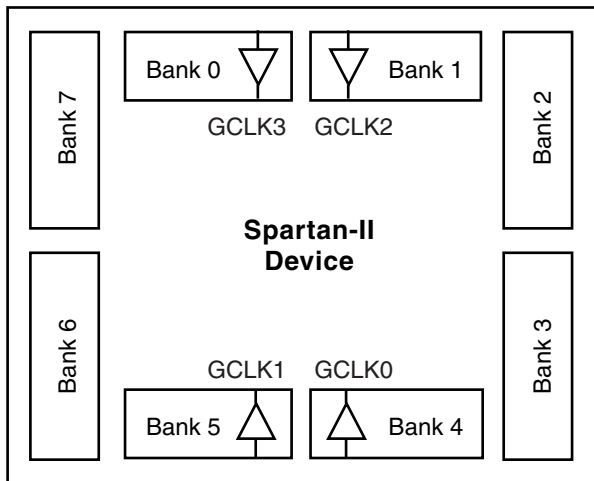 Bank 0
Bank 1
Bank 7
Bank 2
GCLK3
GCLK2
Spartan-II
Device
Bank 6
Bank 3
GCLK1
GCLK0
Bank 5
Bank 4